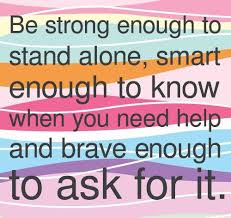 Be strong enough to
stand alone, smart
enough to know
when you need help
and brave enough
to ask for it.